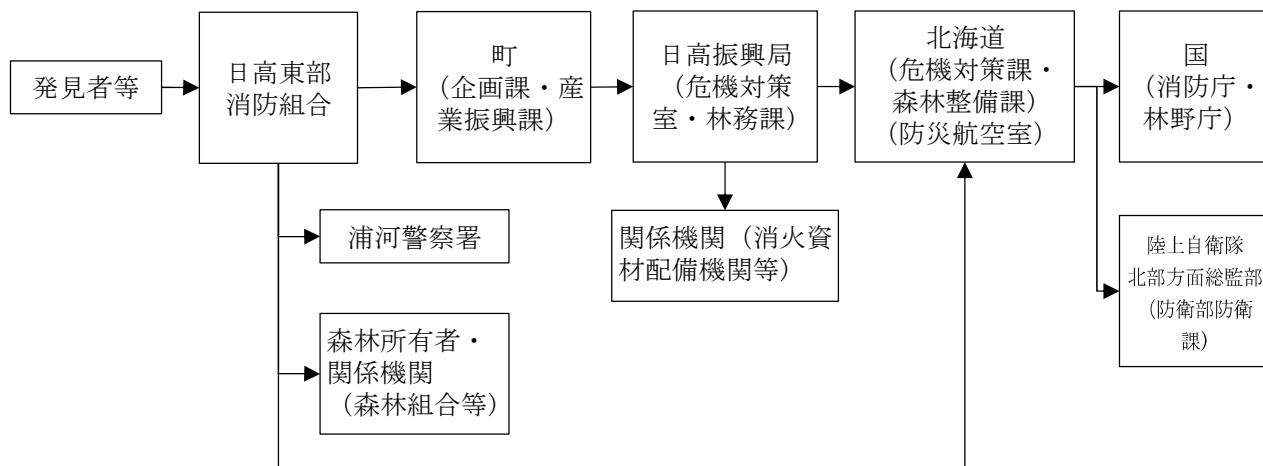 発見者等
日高東部
消防組合
町
（企画課・産
業振興課）
日高振興局
（危機対策
室・林務課）
北海道
（危機対策課・
森林整備課）
（防災航空室）
国
（消防庁・
林野庁）
浦河警察署
関係機関（消火資
材配備機関等）
陸上自衛隊
北部方面総監部
（防衛部防衛
課）
森林所有者・
関係機関
（森林組合等）